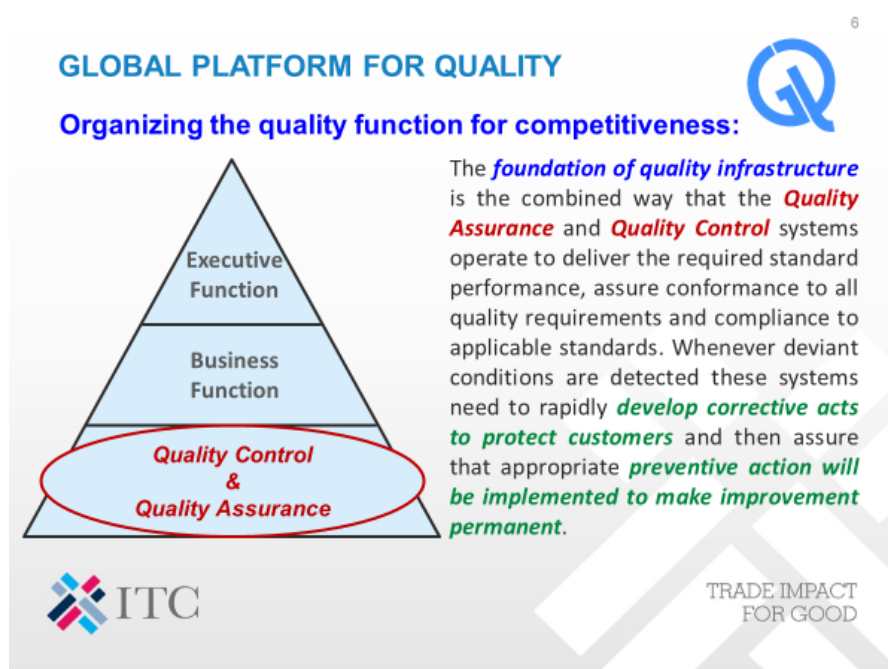 6
GLOBAL PLATFORM FOR QUALITY
Organizing the quality function for competitiveness:
Executive
Function
Business
Function
Quality Control
&
Quality Assurance
The foundation of quality infrastructure
is the combined way that the Quality
Assurance and Quality Control systems
operate to deliver the required standard
performance, assure conformance to all
quality requirements and compliance to
applicable standards. Whenever deviant
conditions are detected these systems
need to rapidly develop corrective acts
to protect customers and then assure
that appropriate preventive action will
be implemented to make improvement
permanent.
ITC
TRADE IMPACT
FOR GOOD